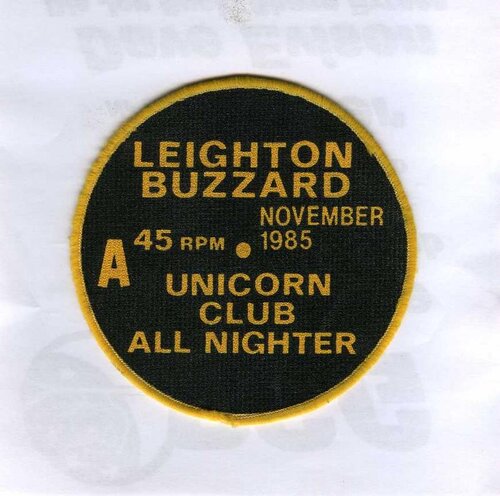 LEIGHTON
BUZZARD
NOVEMBER
45 RPM • 1985
A
UNICORN
CLUB
ALL NIGHTER